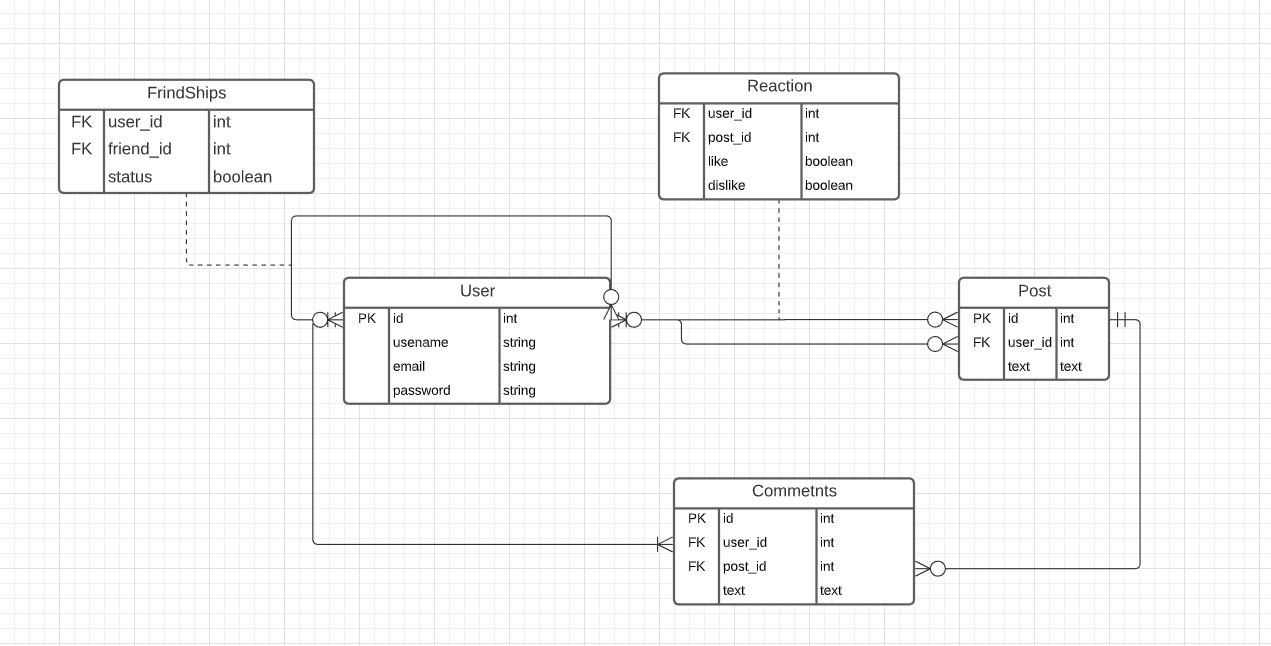 FrindShips
FK user_id int
FK friend_id int
status boolean
Reaction
FK user_id int
FK post_id int
like boolean
dislike boolean
User
PK id int
usename string
email string
password string
Post
PK id int
FK user_id int
text text
Commetnts
PK id int
FK user_id int
FK post_id int
text text